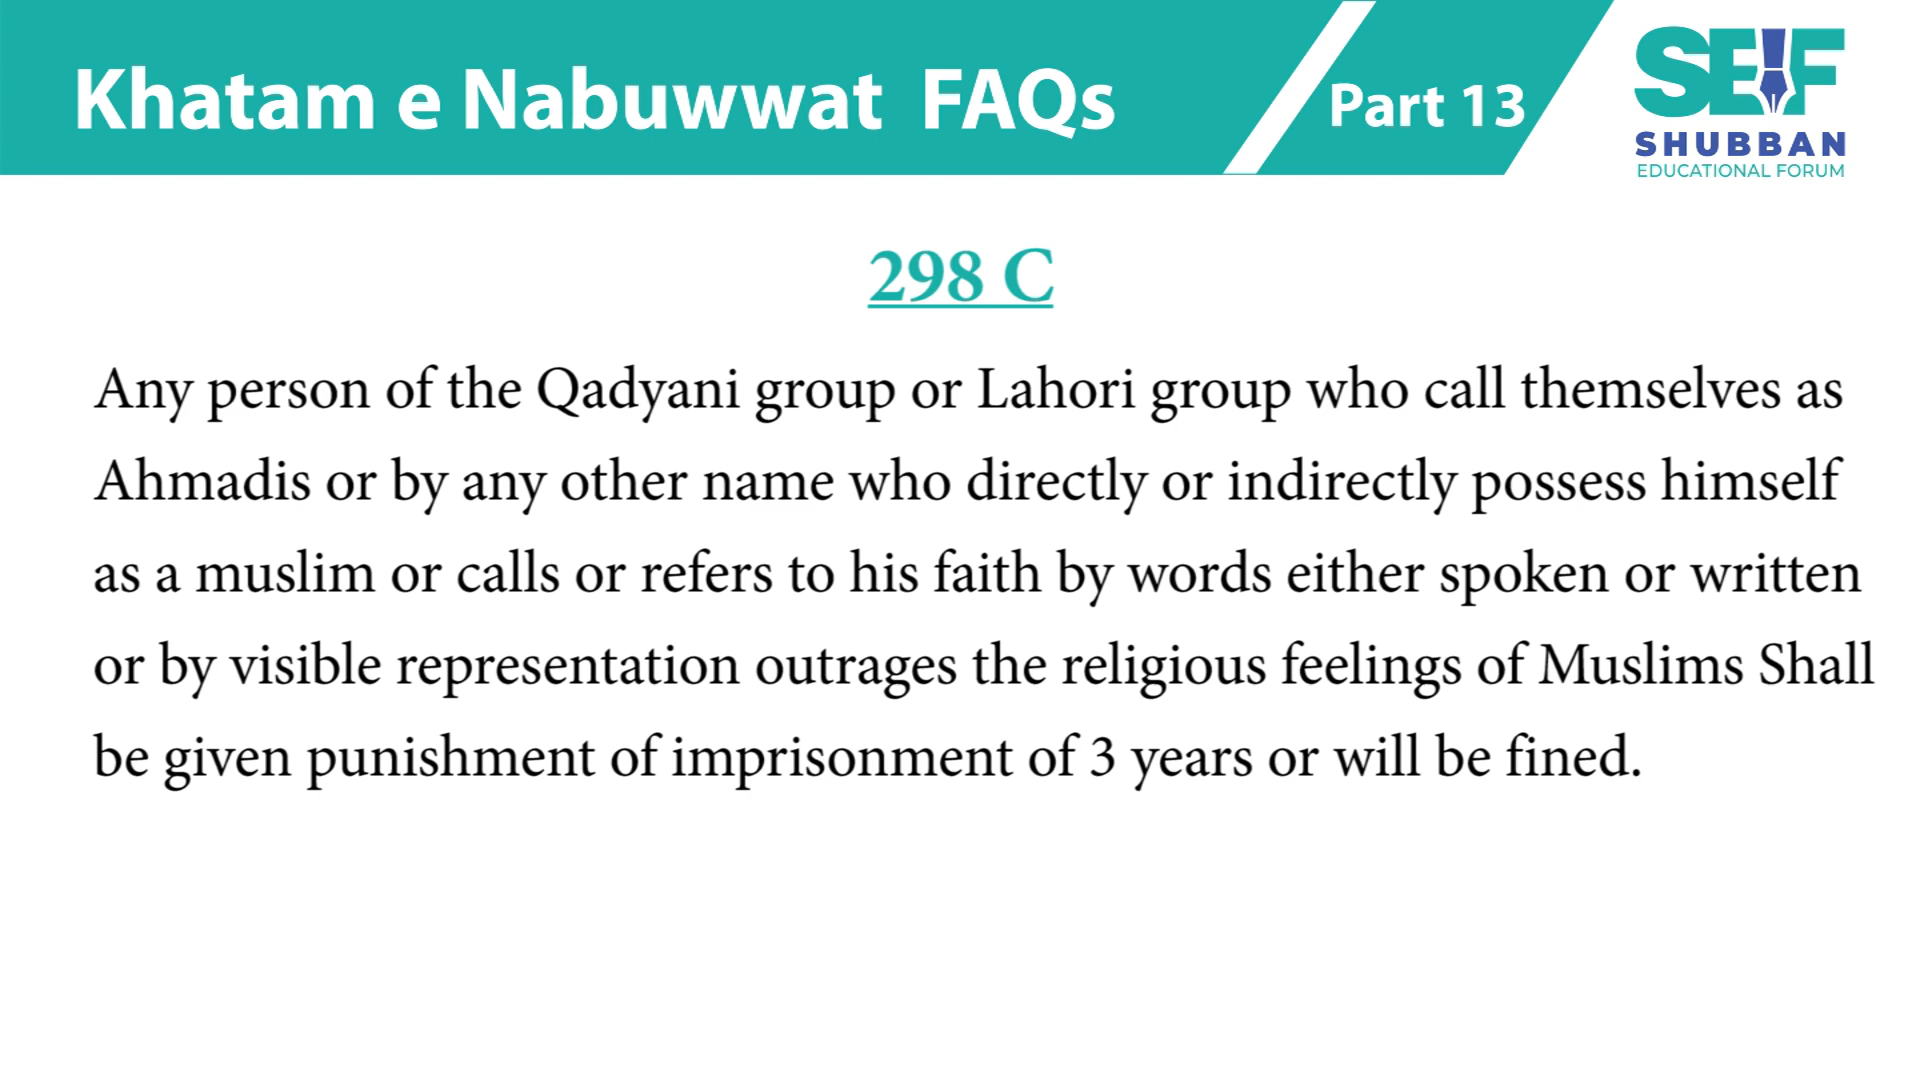 Khatam e Nabuwwat FAQs
Part 13
SEF
SHUBBAN
EDUCATIONAL FORUM
298 C
Any person of the Qadyani group or Lahori group who call themselves as
Ahmadis or by any other name who directly or indirectly possess himself
as a muslim or calls or refers to his faith by words either spoken or written
or by visible representation outrages the religious feelings of Muslims Shall
be given punishment of imprisonment of 3 years or will be fined.